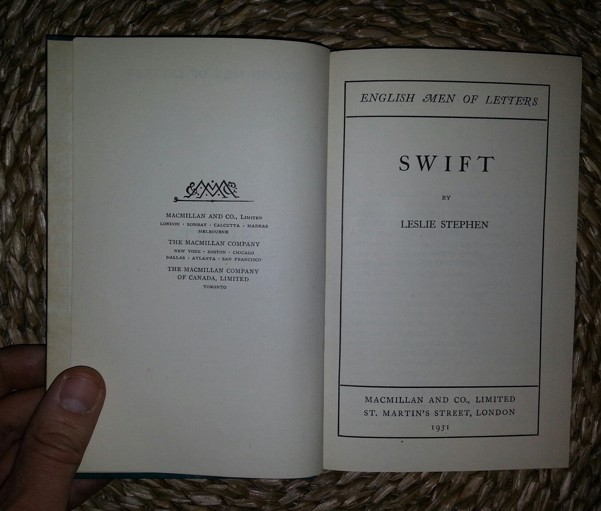 MACMILLAN AND CO., LIMITED
LONDON · BOMBAY · CALCUTTA · MADRAS
MELBOURNE
THE MACMILLAN COMPANY
NEW YORK · BOSTON · CHICAGO
DALLAS · ATLANTA · SAN FRANCISCO
THE MACMILLAN COMPANY
OF CANADA, LIMITED
TORONTO
ENGLISH MEN OF LETTERS
SWIFT
BY
LESLIE STEPHEN
MACMILLAN AND CO., LIMITED
ST. MARTIN'S STREET, LONDON
1931